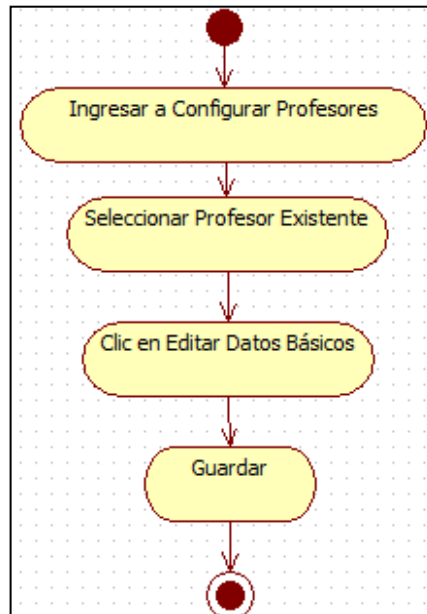 Ingresar a Configurar Profesores
Seleccionar Profesor Existente
Clic en Editar Datos Básicos
Guardar